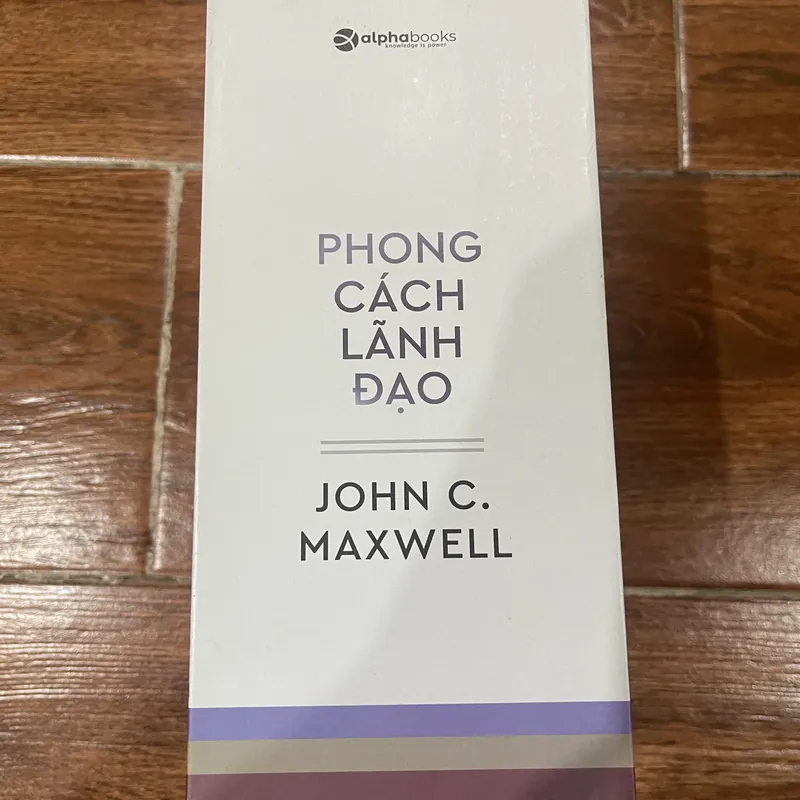 alphabooks
knowledge is power
PHONG
CÁCH
LÃNH
ĐẠO
JOHN C.
MAXWELL